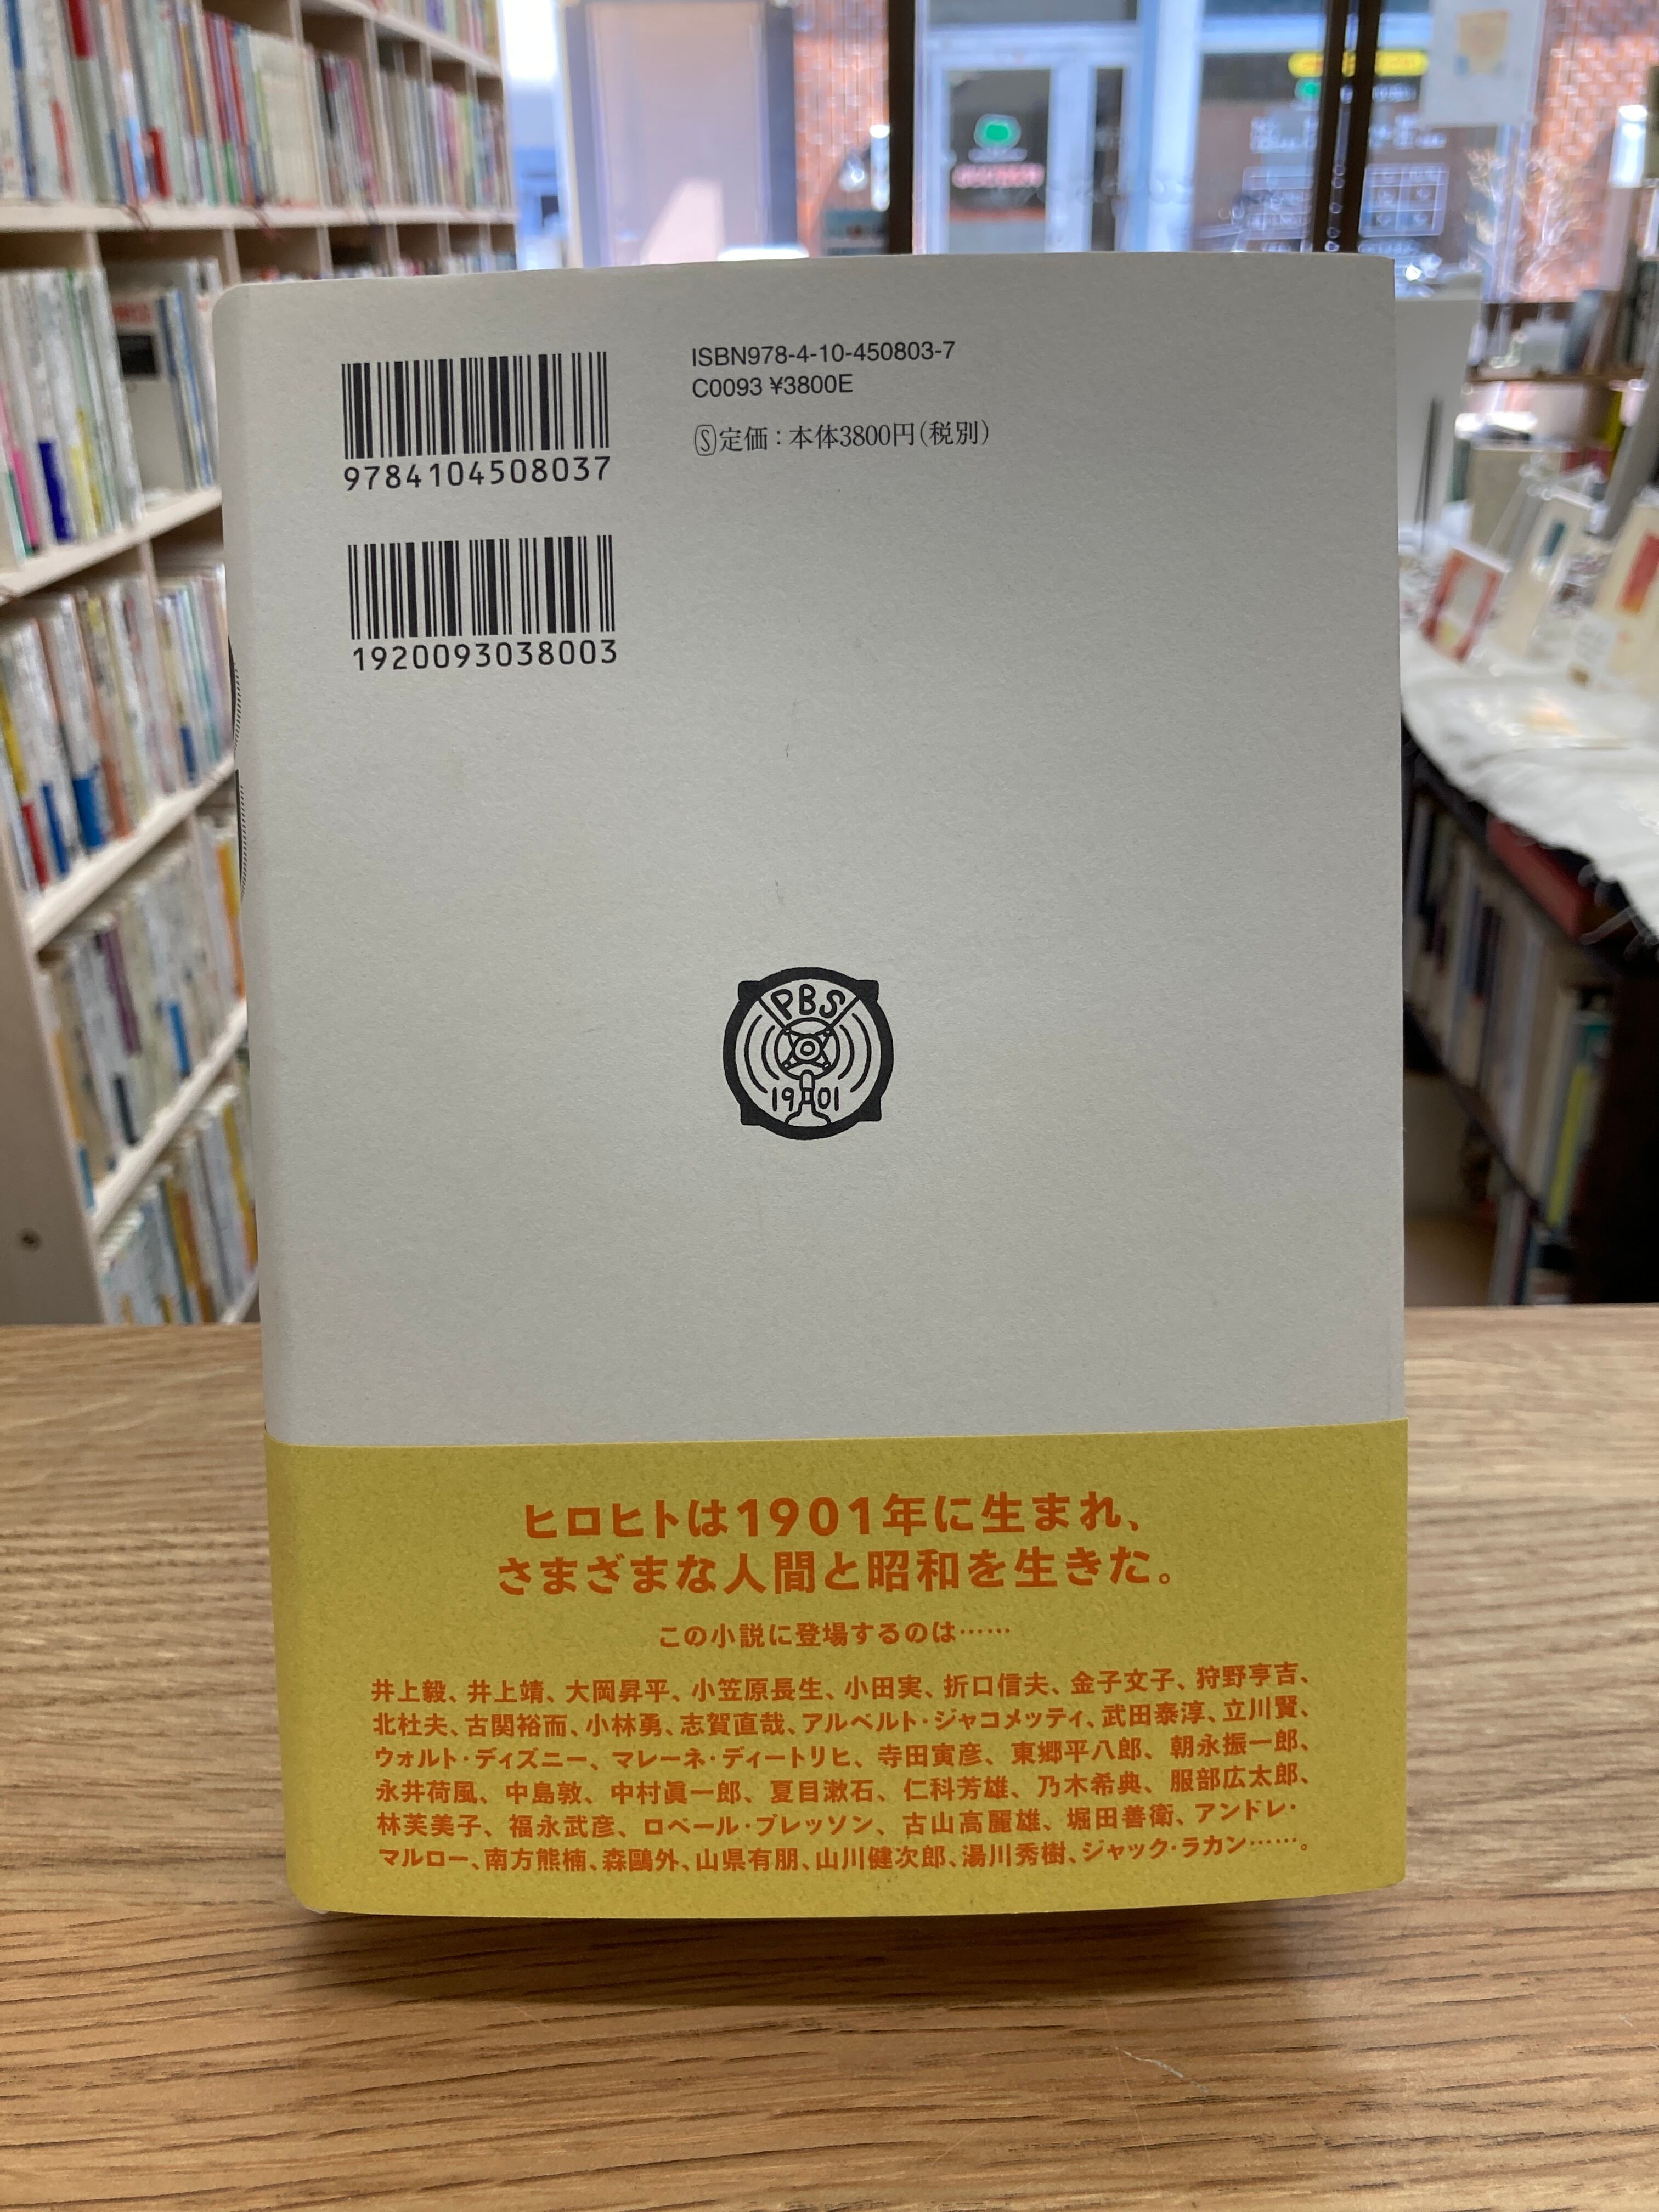 ISBN978-4-10-450803-7
C0093 ¥3800E
Ⓢ定価：本体3800円（税別）
9784104508037
1920093038003
PBS
1901
ヒロヒトは1901年に生まれ、
さまざまな人間と昭和を生きた。
この小説に登場するのは……
井上毅、井上靖、大岡昇平、小笠原長生、小田実、折口信夫、金子文子、狩野亨吉、
北杜夫、古関裕而、小林勇、志賀直哉、アルベルト・ジャコメッティ、武田泰淳、立川賢、
ウォルト・ディズニー、マレーネ・ディートリヒ、寺田寅彦、東郷平八郎、朝永振一郎、
永井荷風、中島敦、中村眞一郎、夏目漱石、仁科芳雄、乃木希典、服部広太郎、
林芙美子、福永武彦、ロベール・ブレッソン、古山高麗雄、堀田善衛、アンドレ・
マルロー、南方熊楠、森鷗外、山県有朋、山川健次郎、湯川秀樹、ジャック・ラカン……。